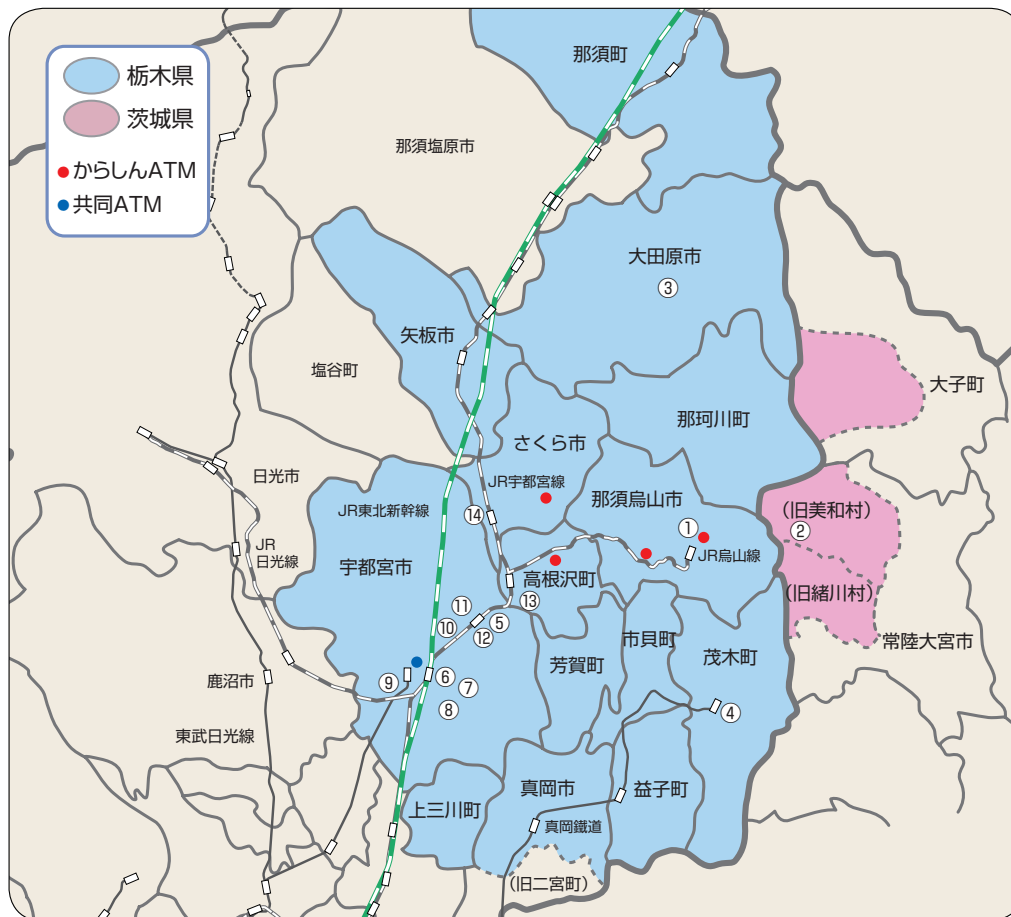 栃木県
茨城県
からしんATM
共同ATM
那須町
那須塩原市
大田原市
③
矢板市
塩谷町
大子町
那珂川町
さくら市
日光市
JR宇都宮線
那須烏山市
(旧美和村)
JR東北新幹線
⑭
①
②
JR烏山線
JR
日光線
宇都宮市
高根沢町
(旧緒川村)
⑪
⑬
⑩
⑤
⑫
市貝町
常陸大宮市
芳賀町
茂木町
鹿沼市
⑨
⑥
⑦
⑧
④
東武日光線
真岡市
益子町
上三川町
真岡鐵道
(旧二宮町)